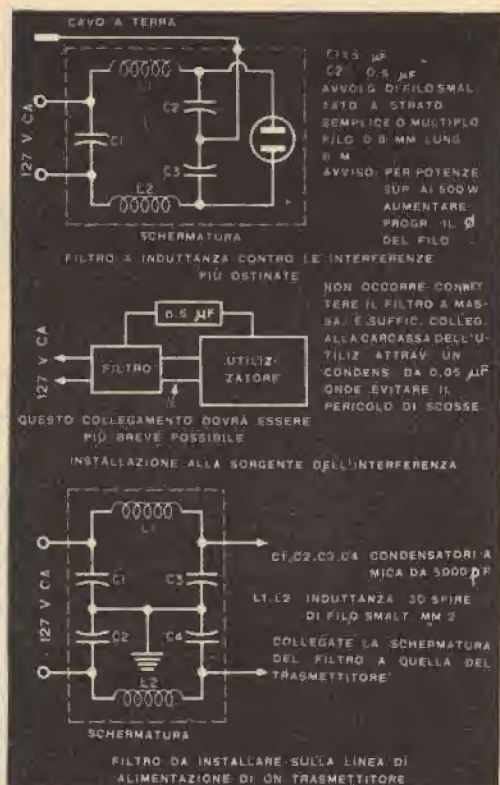 CAVO A TERRA
L1
C2
C1
C3
L2
127 V CA
SCHERMATURA
C2 0,5 µF
AVVOLG. DI FILO SMAL
TATO A STRATO
SEMPLICE O MULTIPLO
FILO 0.8 MM LUNG.
M
AVVISO: PER POTENZE
SUP. AI 500 W
AUMENTARE
PROGR. IL Ø
DEL FILO
FILTRO A INDUTTANZA CONTRO LE INTERFERENZE
PIÙ OSTINATE
0.5 µF
127 V CA
FILTRO
UTILIZ-
ZATORE
NON OCCORRE CONNET
TERE IL FILTRO A MAS-
SA. È SUFFIC. COLLEG.
ALLA CARCASSA DELL'U-
TILIZ. ATTRAV. UN
CONDENS. DA 0,05 µF
ONDE EVITARE IL
PERICOLO DI SCOSSE.
QUESTO COLLEGAMENTO DOVRÀ ESSERE
PIÙ BREVE POSSIBILE
INSTALLAZIONE ALLA SORGENTE DELL'INTERFERENZA
L1
C1
C3
127 V CA
C2
C4
L2
SCHERMATURA
C1,C2,C3,C4 CONDENSATORI A
MICA DA 5000 pF
L1,L2 INDUTTANZA 30 SPIRE
DI FILO SMALT. MM 2
COLLEGATE LA SCHERMATURA
DEL FILTRO A QUELLA DEL
TRASMETTITORE
FILTRO DA INSTALLARE SULLA LINEA DI
ALIMENTAZIONE DI UN TRASMETTITORE